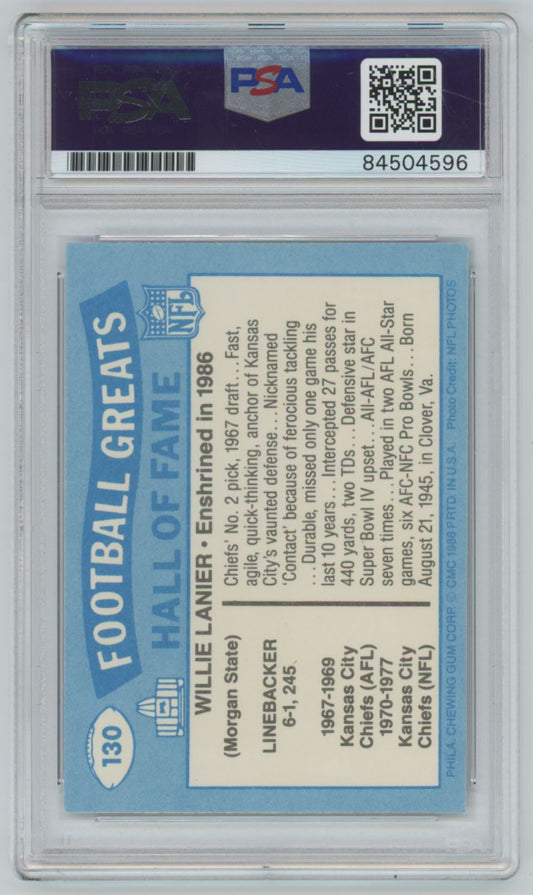 PSA
PSA
84504596
130
FOOTBALL GREATS
HALL OF FAME
NFL
WILLIE LANIER • Enshrined in 1986
(Morgan State)
LINEBACKER
6-1, 245
1967-1969
Kansas City
Chiefs (AFL)
1970-1977
Kansas City
Chiefs (NFL)
Chiefs' No. 2 pick, 1967 draft... Fast,
agile, quick-thinking, anchor of Kansas
City's vaunted defense... Nicknamed
'Contact' because of ferocious tackling
...Durable, missed only one game his
last 10 years... Intercepted 27 passes for
440 yards, two TDs... Defensive star in
Super Bowl IV upset... All-AFL/AFC
seven times... Played in two AFL All-Star
games, six AFC-NFC Pro Bowls... Born
August 21, 1945, in Clover, Va.
PHILA. CHEWING GUM CORP. © CMC 1988 PRTD. IN U.S.A. Photo Credit: NFL PHOTOS